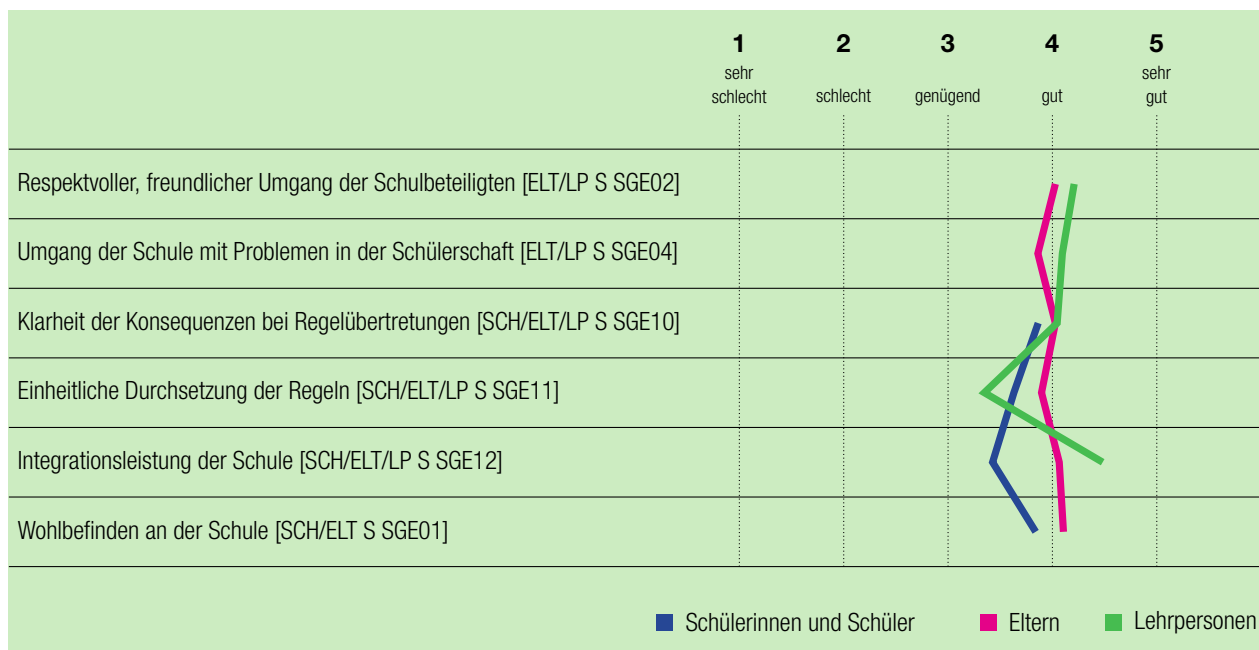 1 2 3 4 5
sehr schlecht schlecht genügend gut sehr gut
Respektvoller, freundlicher Umgang der Schulbeteiligten [ELT/LP S SGE02]
Umgang der Schule mit Problemen in der Schülerschaft [ELT/LP S SGE04]
Klarheit der Konsequenzen bei Regelübertretungen [SCH/ELT/LP S SGE10]
Einheitliche Durchsetzung der Regeln [SCH/ELT/LP S SGE11]
Integrationsleistung der Schule [SCH/ELT/LP S SGE12]
Wohlbefinden an der Schule [SCH/ELT S SGE01]
Schülerinnen und Schüler Eltern Lehrpersonen